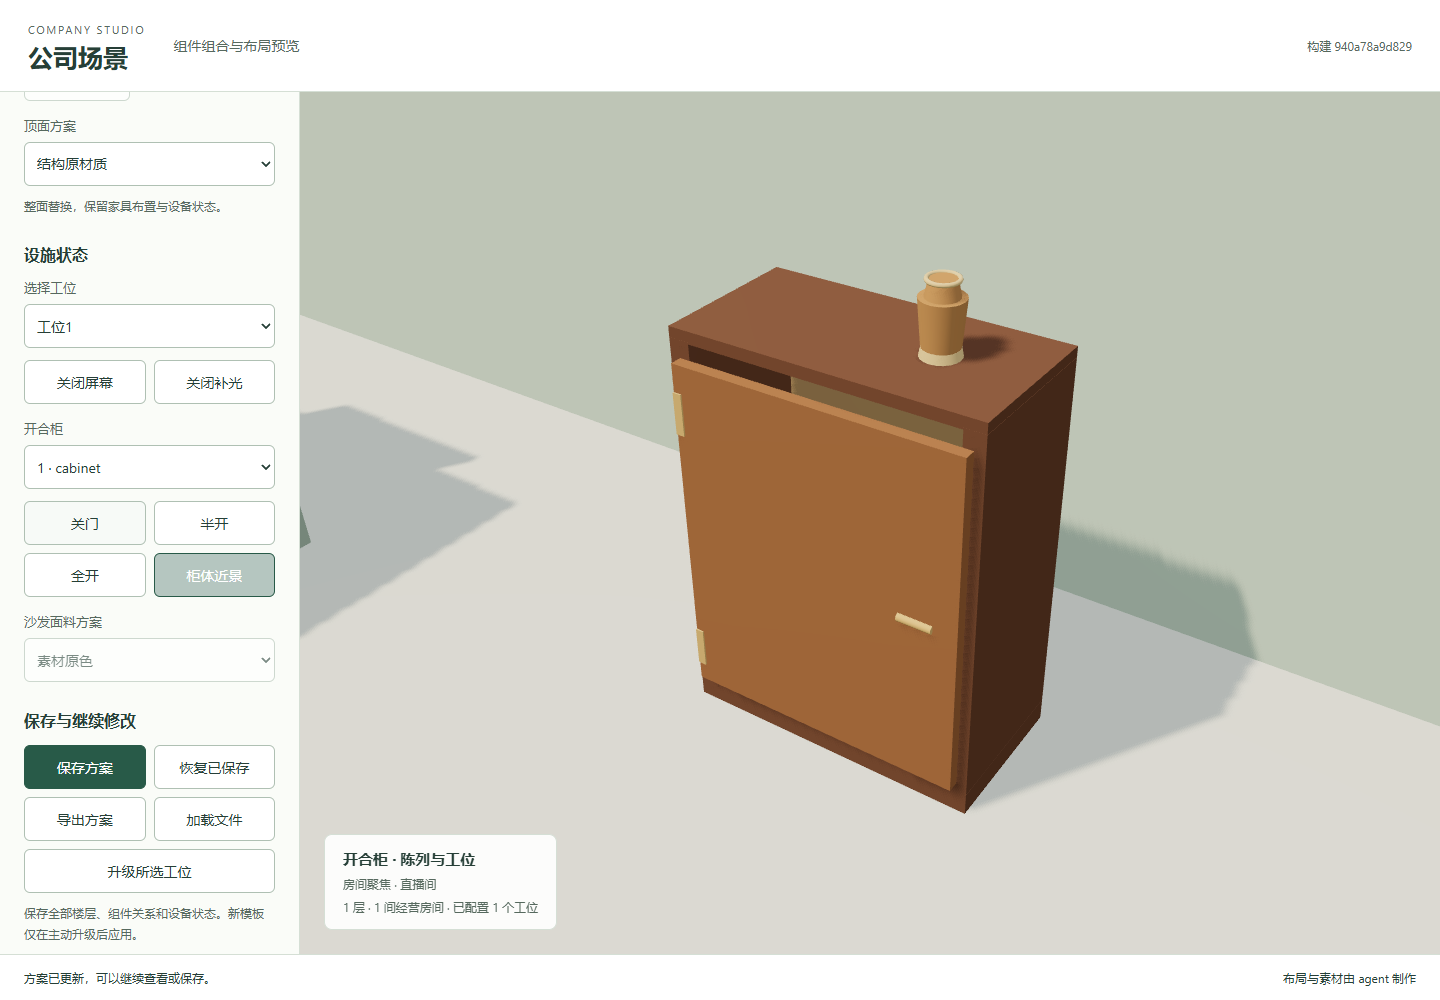 COMPANY STUDIO
公司场景
组件组合与布局预览
构建 940a78a9d829
顶面方案
结构原材质
整面替换，保留家具布置与设备状态。
设施状态
选择工位
工位1
关闭屏幕
关闭补光
开合柜
1 · cabinet
关门
半开
全开
柜体近景
沙发面料方案
素材原色
保存与继续修改
保存方案
恢复已保存
导出方案
加载文件
升级所选工位
保存全部楼层、组件关系和设备状态。新模板
仅在主动升级后应用。
开合柜 · 陈列与工位
房间聚焦 · 直播间
1 层 · 1 间经营房间 · 已配置 1 个工位
方案已更新，可以继续查看或保存。
布局与素材由 agent 制作